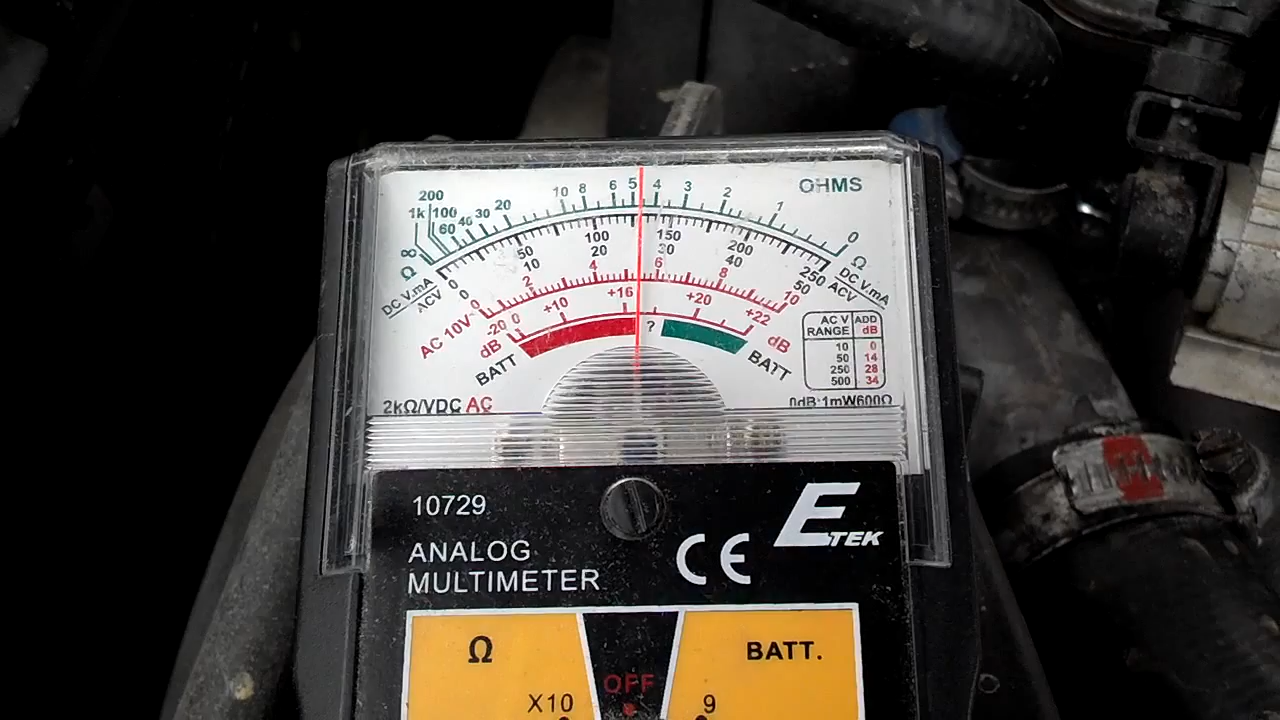 OHMS
200
1k 100 60 40 30 20 10 8 6 5 4 3 2 1 0
∞ Ω Ω
0 50 100 150 200 250
0 10 20 30 40 50
DC V.mA DC V.mA
ACV ACV
AC 10V 0 2 4 6 8 10
dB -20 0 +10 +16 +20 +22 dB
BATT ? BATT
AC V RANGE ADD dB
10 0
50 14
250 28
500 34
2kΩ/VDC AC 0dB·1mW600Ω
10729
ANALOG
MULTIMETER
CE
ETEK
Ω BATT.
OFF
X10 9